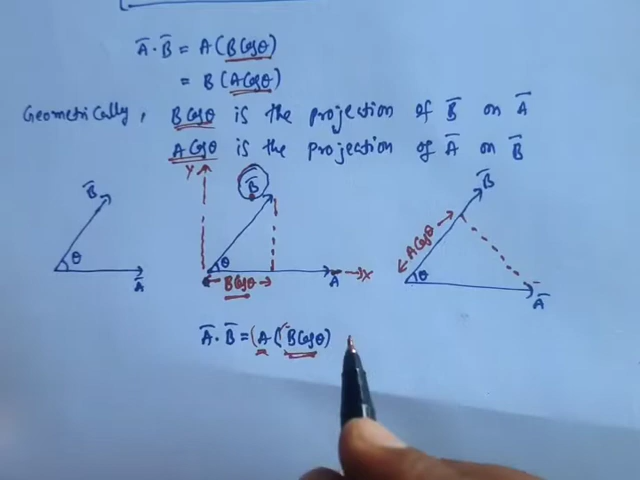 A̅ · B̅ = A (B Cosθ)
= B (A Cosθ)
Geometrically, B Cosθ is the projection of B̅ on A̅
A Cosθ is the projection of A̅ on B̅
Y
B̅ B̅ B̅
A Cosθ
θ θ θ
B Cosθ
A̅ A̅ X A̅
A̅ · B̅ = (A (B Cosθ)